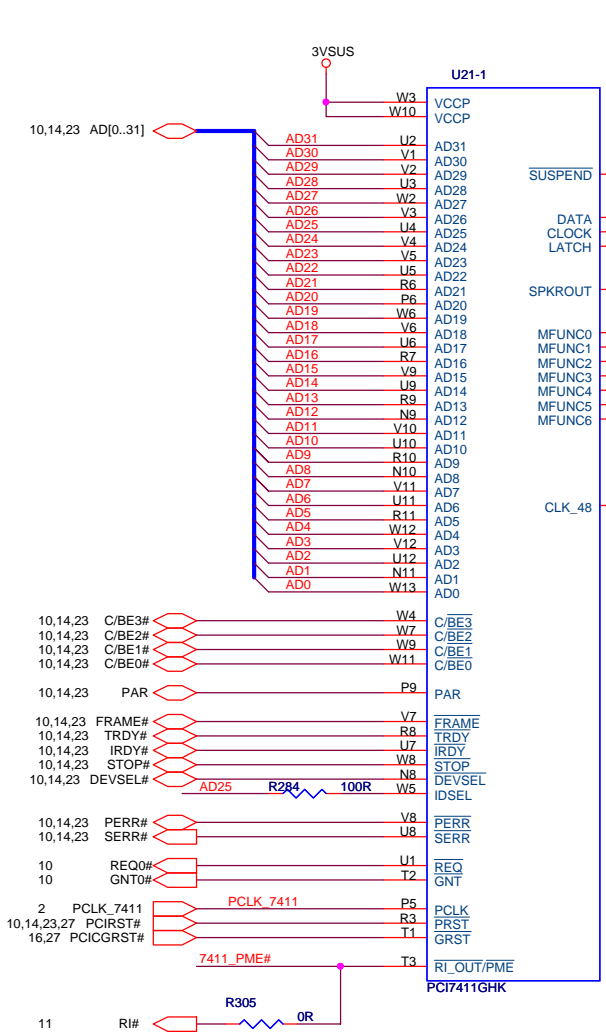 3VSUS
U21-1
W3 VCCP
W10 VCCP
10,14,23 AD[0..31]
AD31 U2 AD31
AD30 V1 AD30
AD29 V2 AD29 SUSPEND
AD28 U3 AD28
AD27 W2 AD27
AD26 V3 AD26 DATA
AD25 U4 AD25 CLOCK
AD24 V4 AD24 LATCH
AD23 V5 AD23
AD22 U5 AD22
AD21 R6 AD21 SPKROUT
AD20 P6 AD20
AD19 W6 AD19
AD18 V6 AD18 MFUNC0
AD17 U6 AD17 MFUNC1
AD16 R7 AD16 MFUNC2
AD15 V9 AD15 MFUNC3
AD14 U9 AD14 MFUNC4
AD13 R9 AD13 MFUNC5
AD12 N9 AD12 MFUNC6
AD11 V10 AD11
AD10 U10 AD10
AD9 R10 AD9
AD8 N10 AD8
AD7 V11 AD7
AD6 U11 AD6 CLK_48
AD5 R11 AD5
AD4 W12 AD4
AD3 V12 AD3
AD2 U12 AD2
AD1 N11 AD1
AD0 W13 AD0
10,14,23 C/BE3# W4 C/BE3
10,14,23 C/BE2# W7 C/BE2
10,14,23 C/BE1# W9 C/BE1
10,14,23 C/BE0# W11 C/BE0
10,14,23 PAR P9 PAR
10,14,23 FRAME# V7 FRAME
10,14,23 TRDY# R8 TRDY
10,14,23 IRDY# U7 IRDY
10,14,23 STOP# W8 STOP
10,14,23 DEVSEL# N8 DEVSEL
AD25 R284 100R W5 IDSEL
10,14,23 PERR# V8 PERR
10,14,23 SERR# U8 SERR
10 REQ0# U1 REQ
10 GNT0# T2 GNT
2 PCLK_7411 PCLK_7411 P5 PCLK
10,14,23,27 PCIRST# R3 PRST
16,27 PCICGRST# T1 GRST
7411_PME# T3 RI_OUT/PME
PCI7411GHK
R305 0R
11 RI#